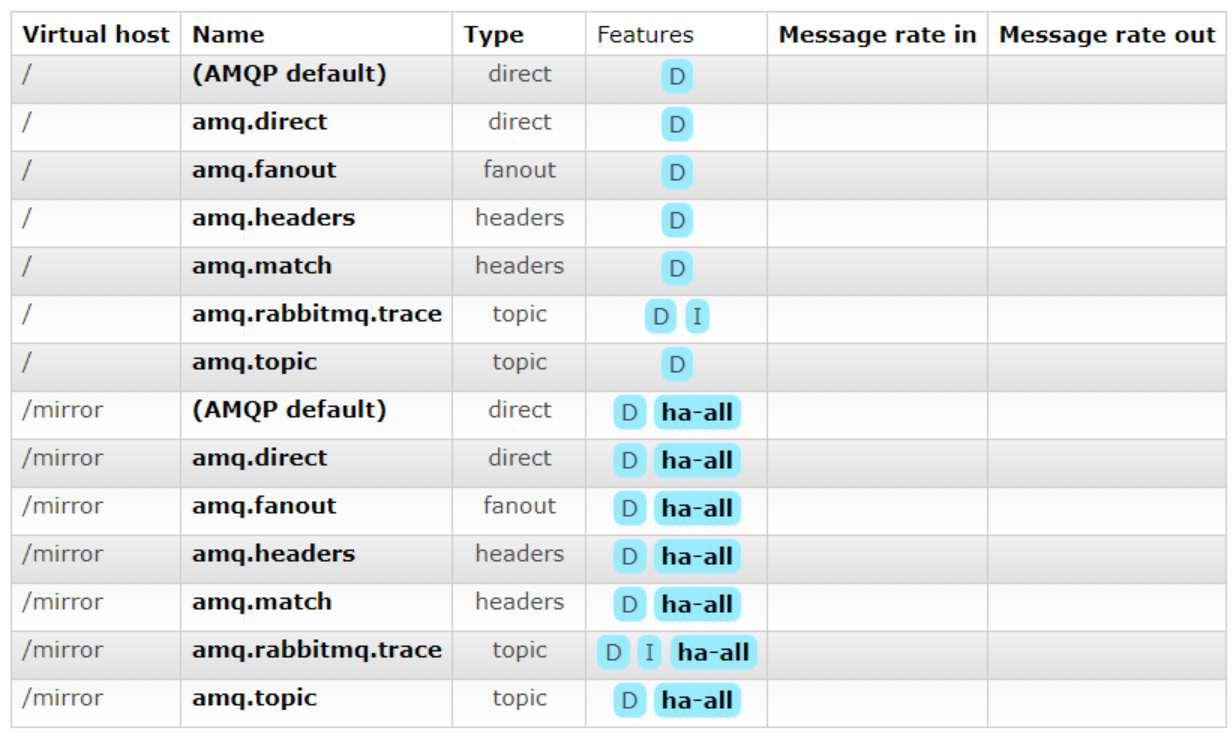 Virtual host Name Type Features Message rate in Message rate out
/ (AMQP default) direct D
/ amq.direct direct D
/ amq.fanout fanout D
/ amq.headers headers D
/ amq.match headers D
/ amq.rabbitmq.trace topic D I
/ amq.topic topic D
/mirror (AMQP default) direct D ha-all
/mirror amq.direct direct D ha-all
/mirror amq.fanout fanout D ha-all
/mirror amq.headers headers D ha-all
/mirror amq.match headers D ha-all
/mirror amq.rabbitmq.trace topic D I ha-all
/mirror amq.topic topic D ha-all